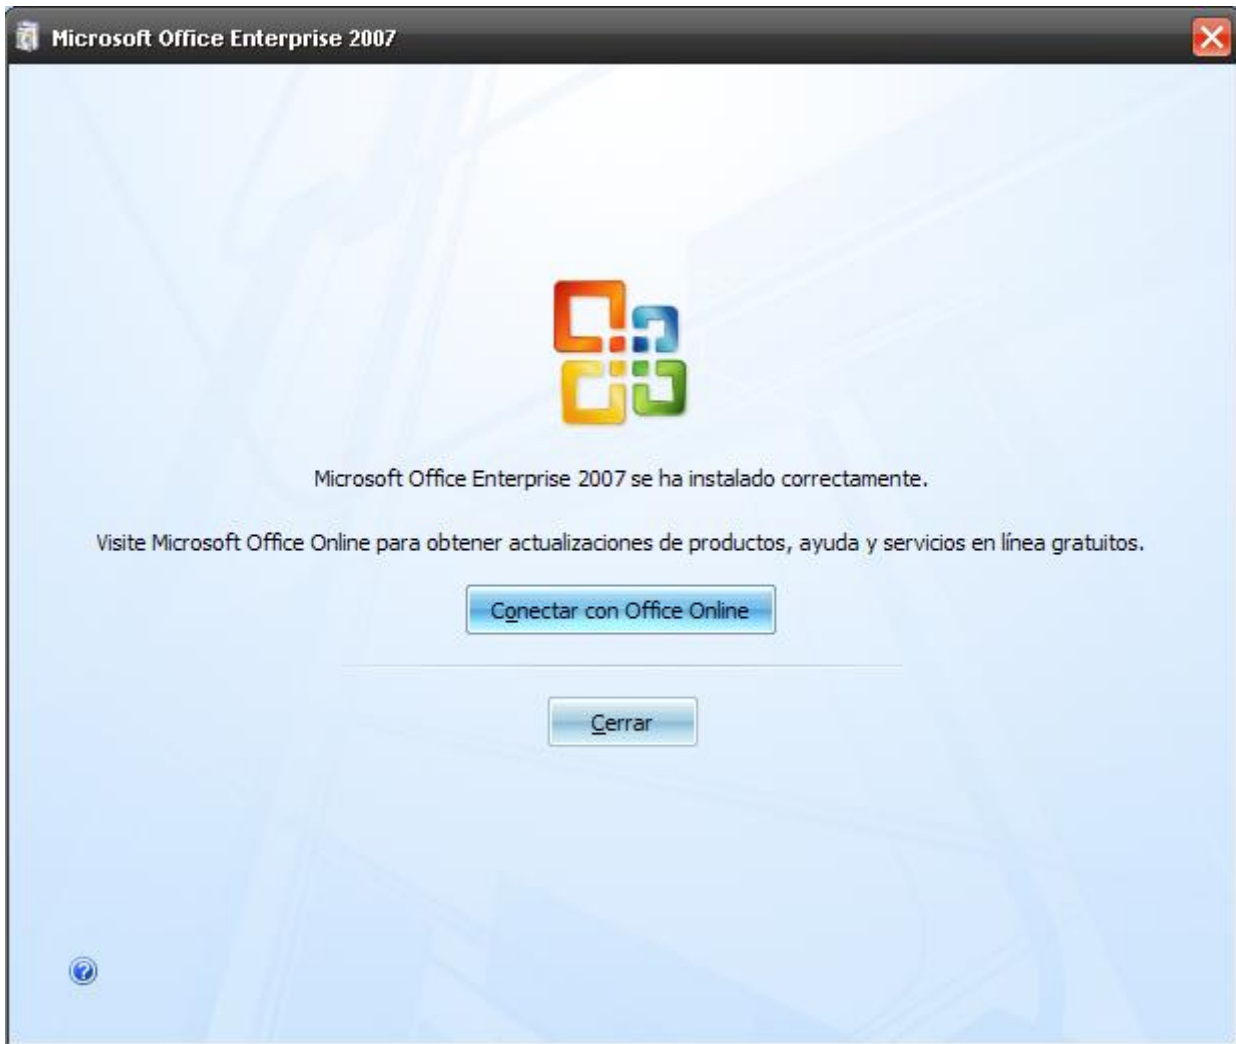 Microsoft Office Enterprise 2007
Microsoft Office Enterprise 2007 se ha instalado correctamente.
Visite Microsoft Office Online para obtener actualizaciones de productos, ayuda y servicios en línea gratuitos.
Conectar con Office Online
Cerrar